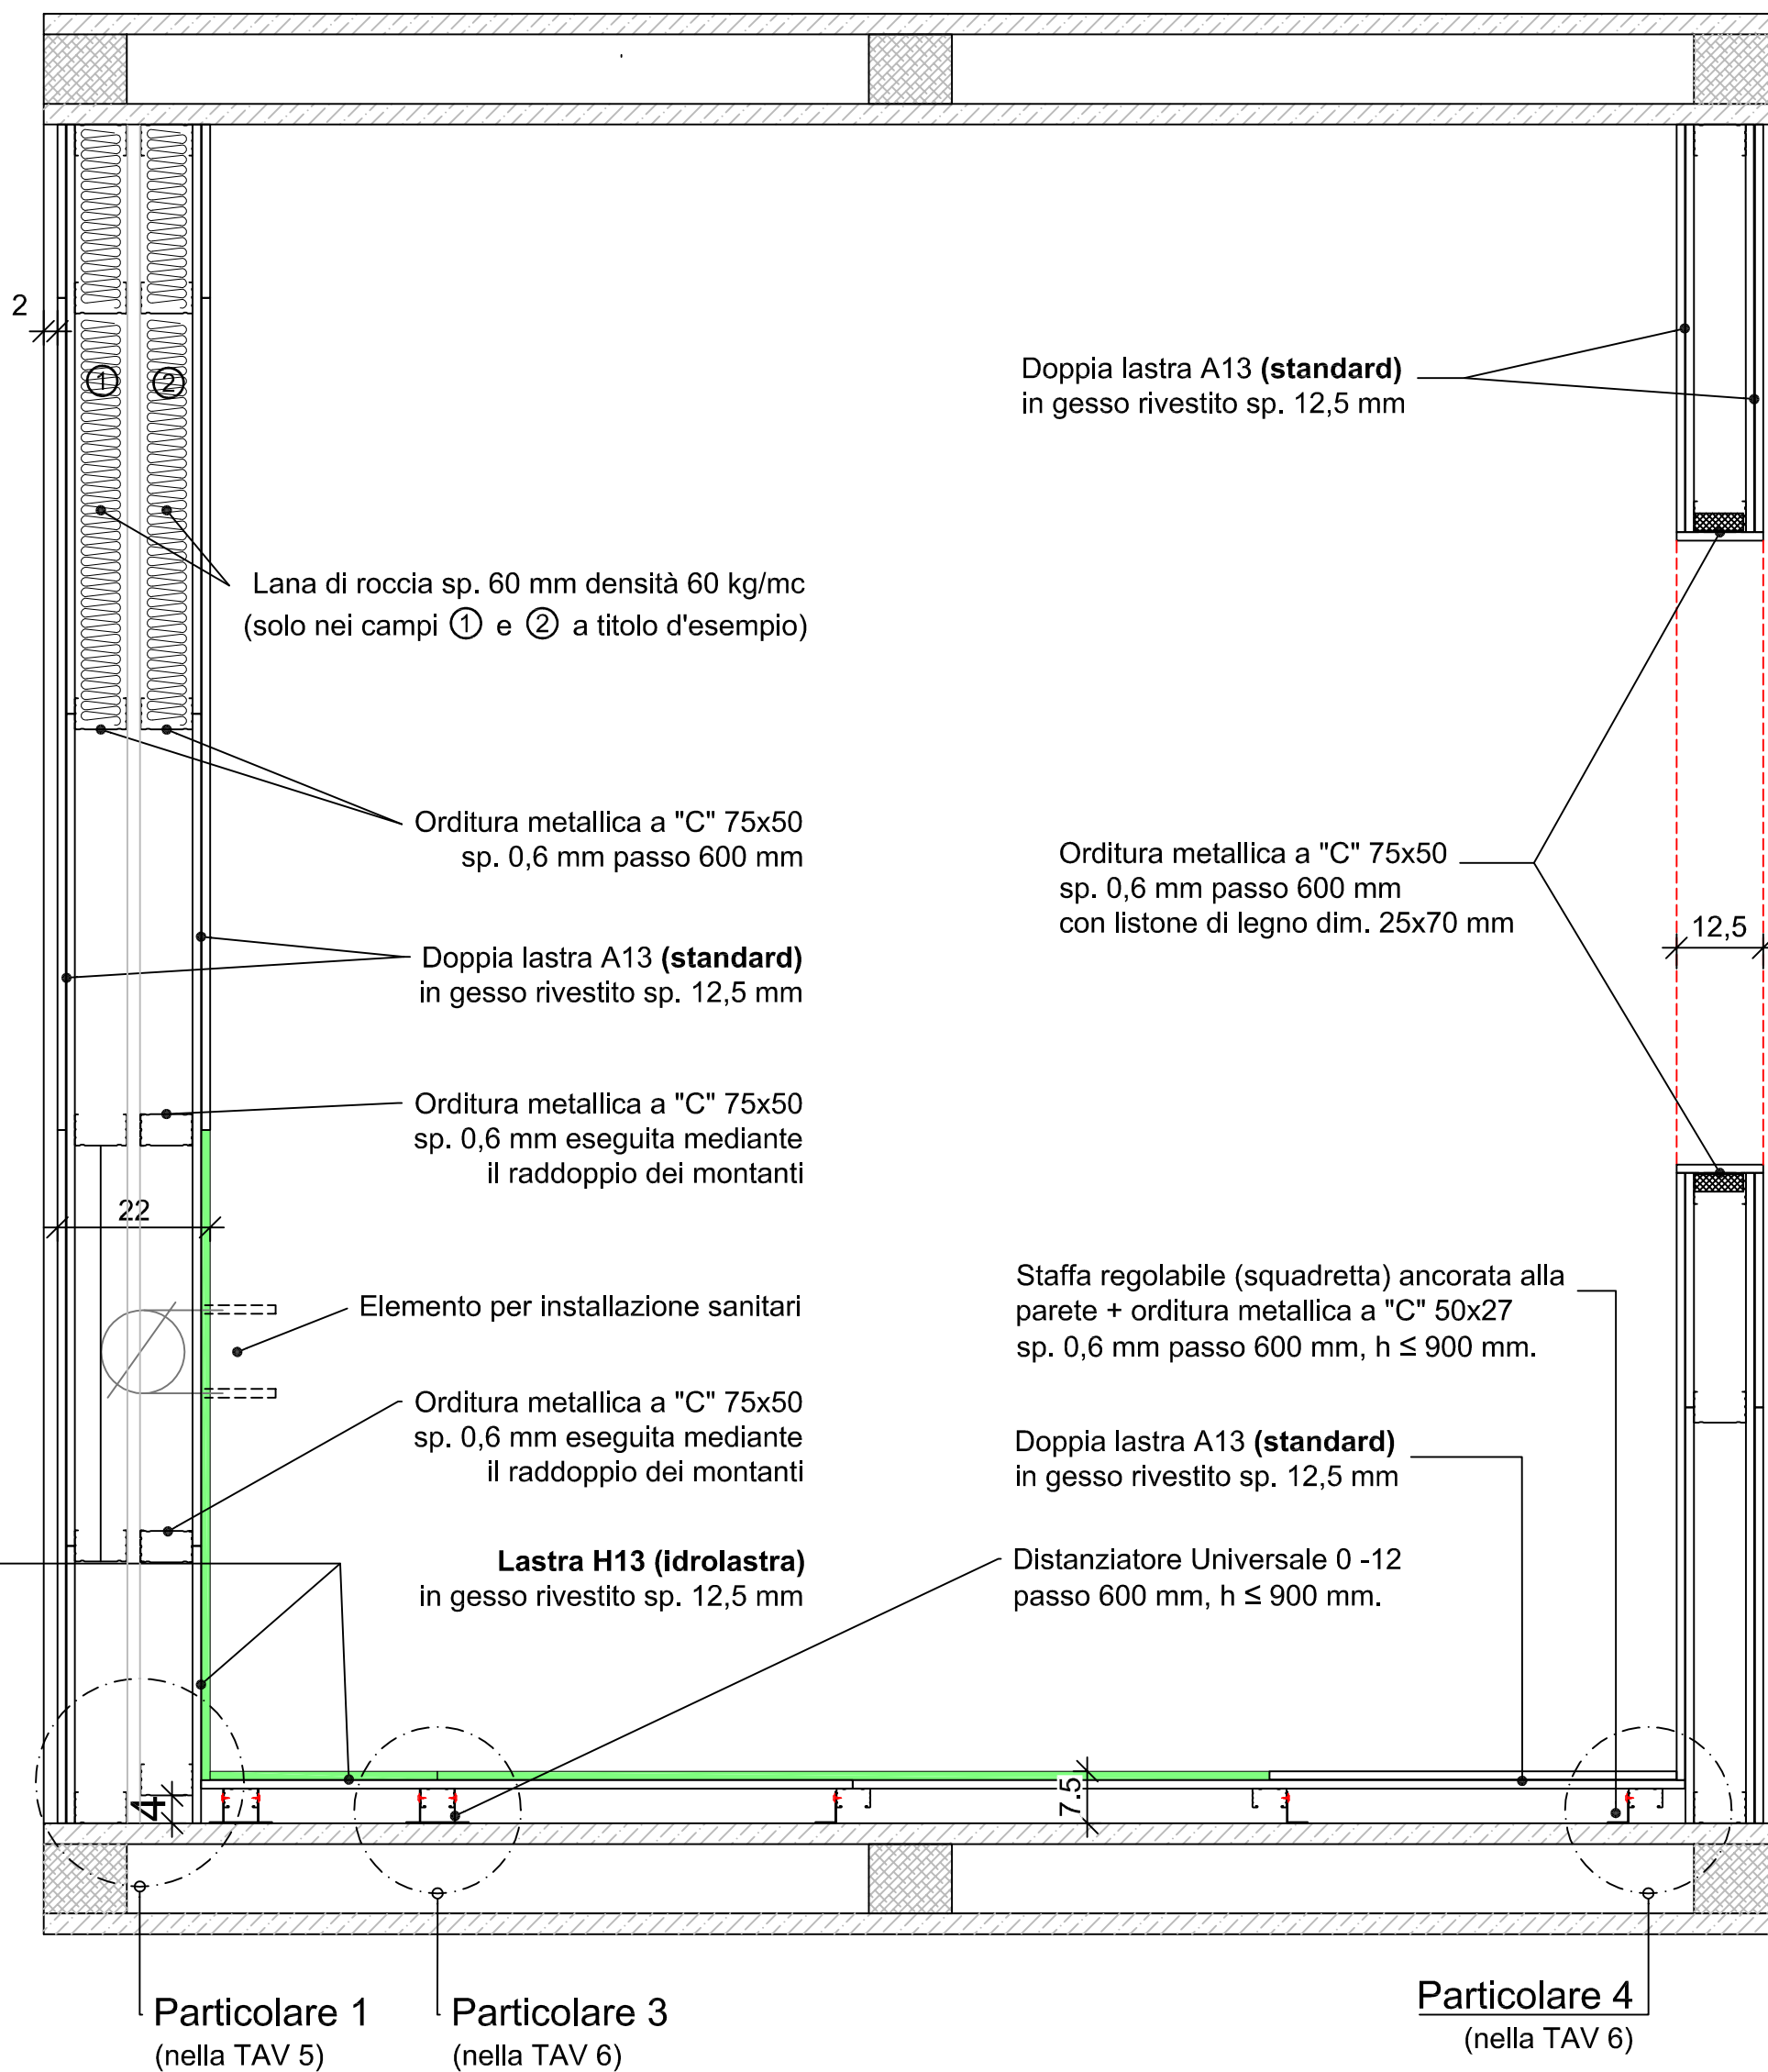 2
① ②
Doppia lastra A13 (standard)
in gesso rivestito sp. 12,5 mm
Lana di roccia sp. 60 mm densità 60 kg/mc
(solo nei campi ① e ② a titolo d'esempio)
Orditura metallica a "C" 75x50
sp. 0,6 mm passo 600 mm
Orditura metallica a "C" 75x50
sp. 0,6 mm passo 600 mm
con listone di legno dim. 25x70 mm
12,5
Doppia lastra A13 (standard)
in gesso rivestito sp. 12,5 mm
Orditura metallica a "C" 75x50
sp. 0,6 mm eseguita mediante
il raddoppio dei montanti
22
Elemento per installazione sanitari
Staffa regolabile (squadretta) ancorata alla
parete + orditura metallica a "C" 50x27
sp. 0,6 mm passo 600 mm, h ≤ 900 mm.
Orditura metallica a "C" 75x50
sp. 0,6 mm eseguita mediante
il raddoppio dei montanti
Doppia lastra A13 (standard)
in gesso rivestito sp. 12,5 mm
Lastra H13 (idrolastra)
in gesso rivestito sp. 12,5 mm
Distanziatore Universale 0 -12
passo 600 mm, h ≤ 900 mm.
4
7.5
Particolare 1
(nella TAV 5)
Particolare 3
(nella TAV 6)
Particolare 4
(nella TAV 6)